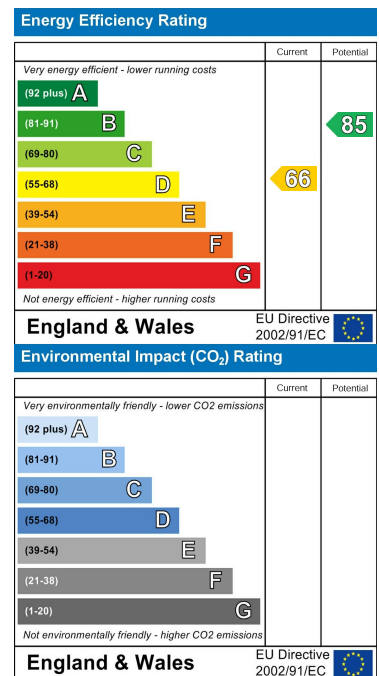 Energy Efficiency Rating
Current Potential
Very energy efficient - lower running costs
(92 plus) A
(81-91) B
85
(69-80) C
(55-68) D
66
(39-54) E
(21-38) F
(1-20) G
Not energy efficient - higher running costs
England & Wales
EU Directive
2002/91/EC
Environmental Impact (CO₂) Rating
Current Potential
Very environmentally friendly - lower CO2 emissions
(92 plus) A
(81-91) B
(69-80) C
(55-68) D
(39-54) E
(21-38) F
(1-20) G
Not environmentally friendly - higher CO2 emissions
England & Wales
EU Directive
2002/91/EC